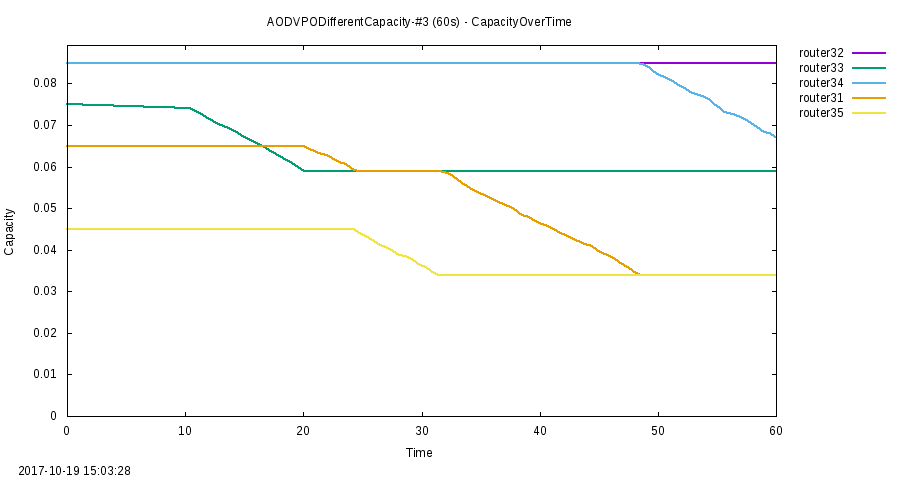 AODVPODifferentCapacity-#3 (60s) - CapacityOverTime
router32
router33
router34
router31
router35
Capacity
0.08
0.07
0.06
0.05
0.04
0.03
0.02
0.01
0
0 10 20 30 40 50 60
Time
2017-10-19 15:03:28